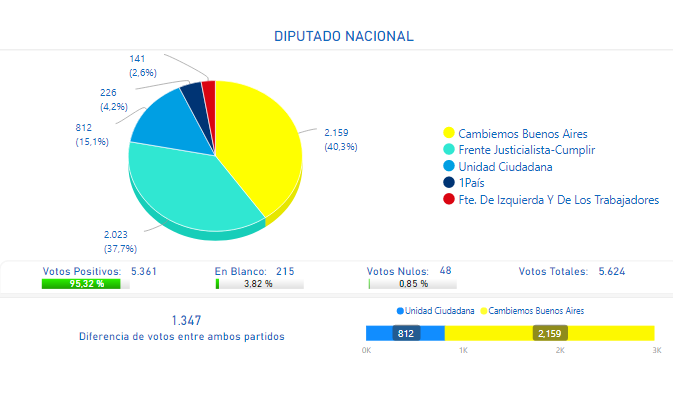 DIPUTADO NACIONAL
141
(2,6%)
226
(4,2%)
812
(15,1%)
2.159
(40,3%)
2.023
(37,7%)
Cambiemos Buenos Aires
Frente Justicialista-Cumplir
Unidad Ciudadana
1País
Fte. De Izquierda Y De Los Trabajadores
Votos Positivos: 5.361
95,32 %
En Blanco: 215
3,82 %
Votos Nulos: 48
0,85 %
Votos Totales: 5.624
1.347
Diferencia de votos entre ambos partidos
Unidad Ciudadana Cambiemos Buenos Aires
812 2,159
0K 1K 2K 3K